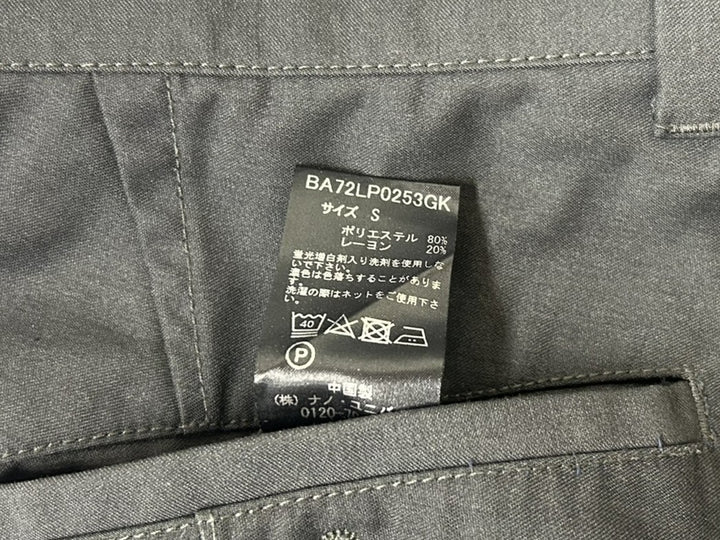 BA72LP0253GK
サイズ S
ポリエステル 80%
レーヨン 20%
蛍光増白剤入り洗剤を使用しな
いで下さい。
濃色は色落ちすることがありま
す。
洗濯の際はネットをご使用下さ
い。
40
P
中国製
(株) ナノ・ユニバ
0120-7